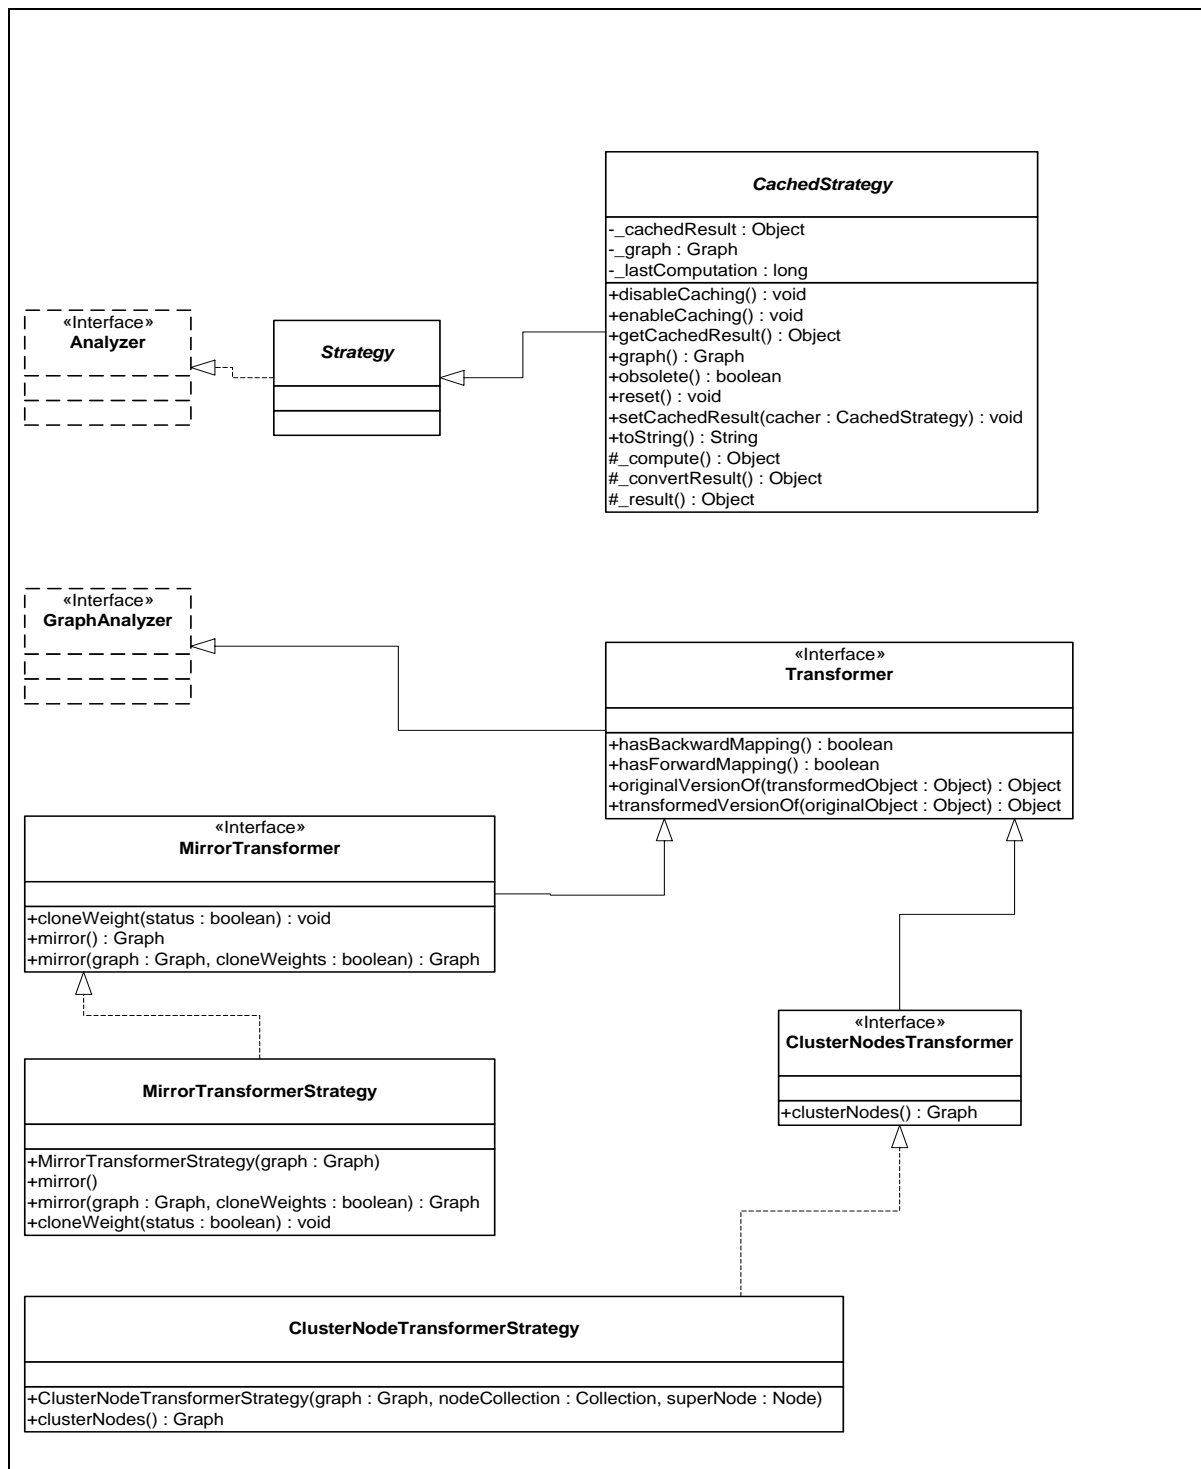 CachedStrategy
-_cachedResult : Object
-_graph : Graph
-_lastComputation : long
+disableCaching() : void
+enableCaching() : void
+getCachedResult() : Object
+graph() : Graph
+obsolete() : boolean
+reset() : void
+setCachedResult(cacher : CachedStrategy) : void
+toString() : String
#_compute() : Object
#_convertResult() : Object
#_result() : Object
«Interface»
Analyzer
Strategy
«Interface»
GraphAnalyzer
«Interface»
Transformer
+hasBackwardMapping() : boolean
+hasForwardMapping() : boolean
+originalVersionOf(transformedObject : Object) : Object
+transformedVersionOf(originalObject : Object) : Object
«Interface»
MirrorTransformer
+cloneWeight(status : boolean) : void
+mirror() : Graph
+mirror(graph : Graph, cloneWeights : boolean) : Graph
«Interface»
ClusterNodesTransformer
+clusterNodes() : Graph
MirrorTransformerStrategy
+MirrorTransformerStrategy(graph : Graph)
+mirror()
+mirror(graph : Graph, cloneWeights : boolean) : Graph
+cloneWeight(status : boolean) : void
ClusterNodeTransformerStrategy
+ClusterNodeTransformerStrategy(graph : Graph, nodeCollection : Collection, superNode : Node)
+clusterNodes() : Graph